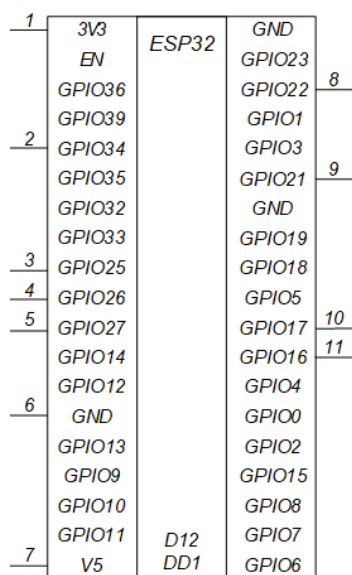 1 3V3 ESP32 GND
EN GPIO23
GPIO36 GPIO22 8
GPIO39 GPIO1
2 GPIO34 GPIO3
GPIO35 GPIO21 9
GPIO32 GND
GPIO33 GPIO19
3 GPIO25 GPIO18
4 GPIO26 GPIO5
5 GPIO27 GPIO17 10
GPIO14 GPIO16 11
GPIO12 GPIO4
6 GND GPIO0
GPIO13 GPIO2
GPIO9 GPIO15
GPIO10 GPIO8
GPIO11 D12 GPIO7
7 V5 DD1 GPIO6